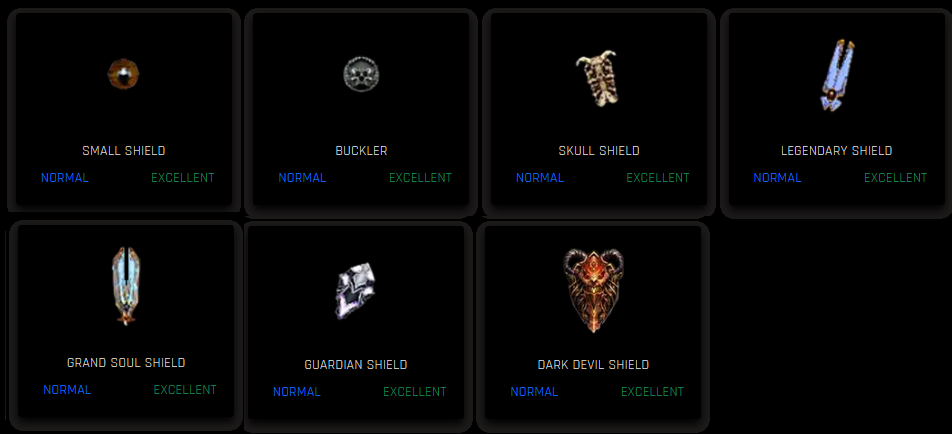 SMALL SHIELD
NORMAL EXCELLENT
BUCKLER
NORMAL EXCELLENT
SKULL SHIELD
NORMAL EXCELLENT
LEGENDARY SHIELD
NORMAL EXCELLENT
GRAND SOUL SHIELD
NORMAL EXCELLENT
GUARDIAN SHIELD
NORMAL EXCELLENT
DARK DEVIL SHIELD
NORMAL EXCELLENT